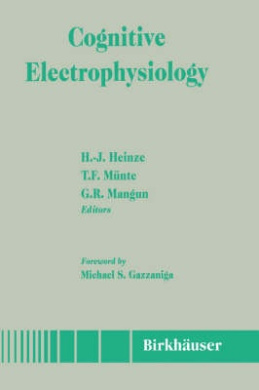 Cognitive
Electrophysiology
H.-J. Heinze
T.F. Münte
G.R. Mangun
Editors
Foreword by
Michael S. Gazzaniga
Birkhäuser